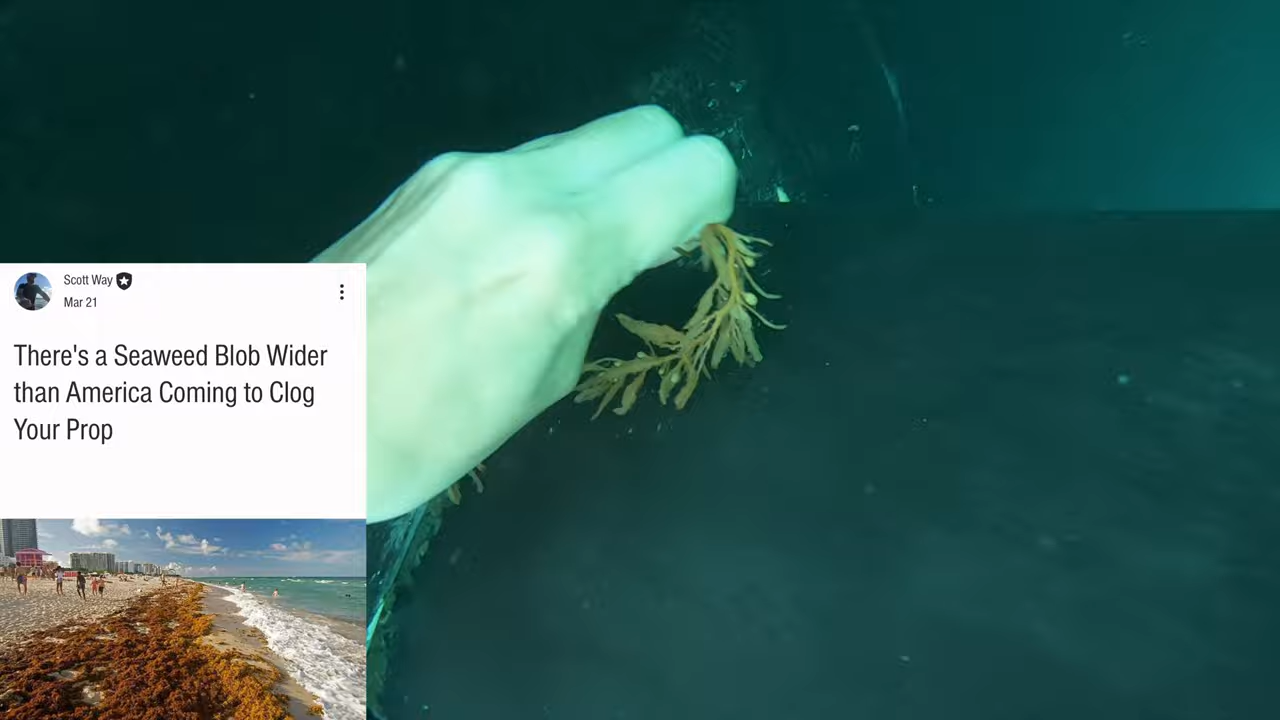 Scott Way
Mar 21
There's a Seaweed Blob Wider
than America Coming to Clog
Your Prop